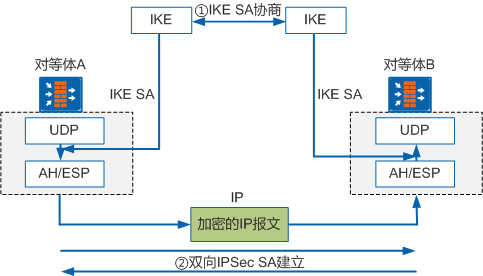 IKE
①IKE SA协商
IKE
对等体A
对等体B
IKE SA
IKE SA
UDP
UDP
AH/ESP
AH/ESP
IP
加密的IP报文
②双向IPSec SA建立